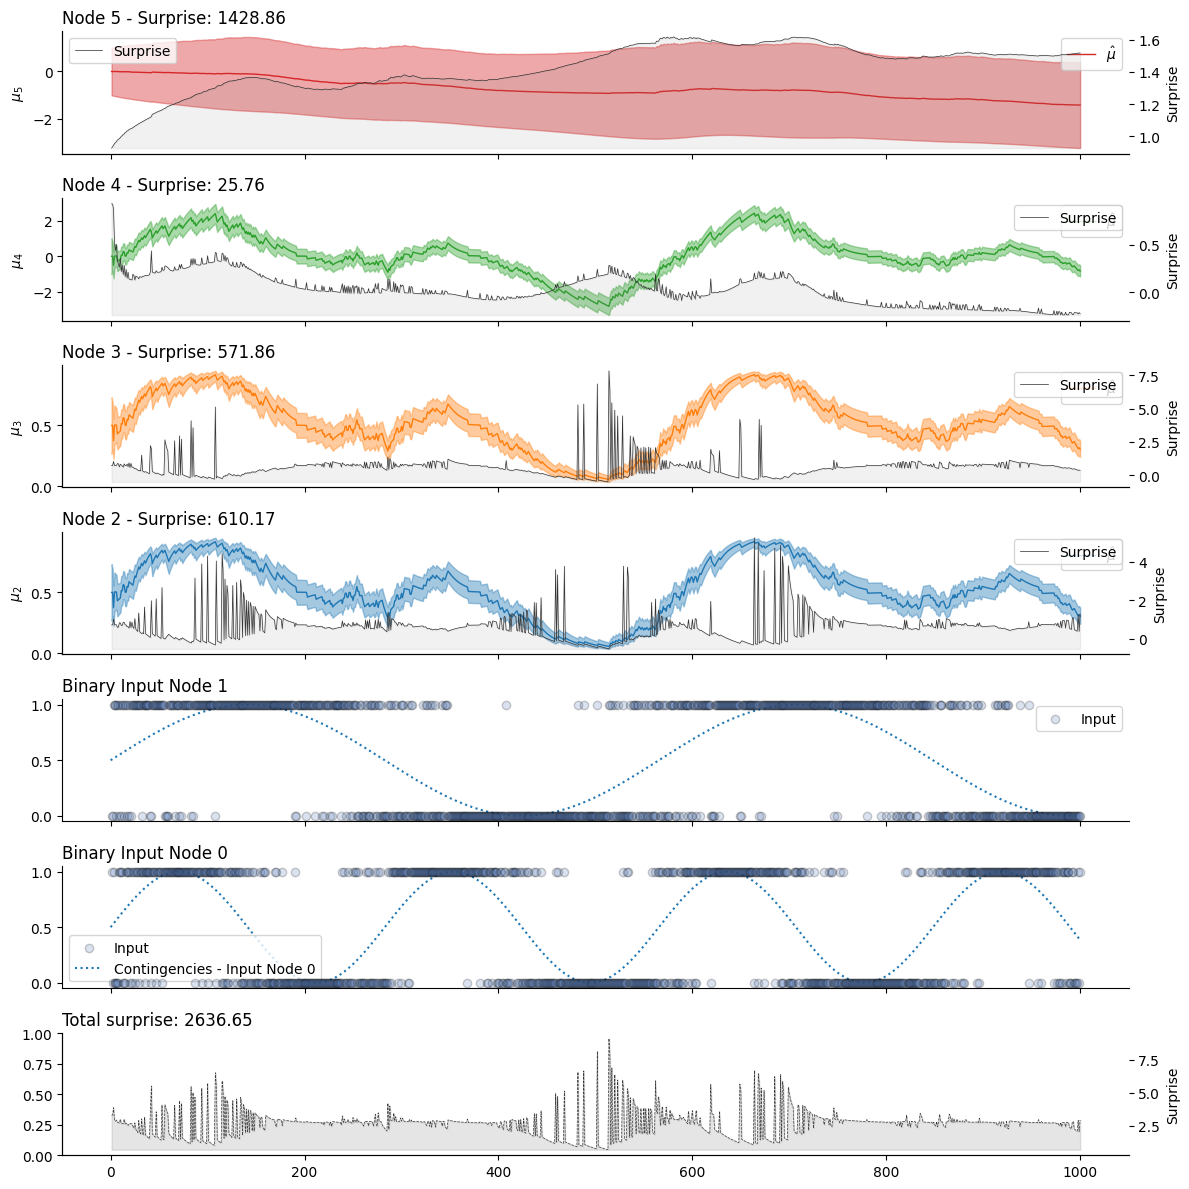 Node 5 - Surprise: 1428.86
Surprise
μ̂
0
−2
μ5
1.6
1.4
1.2
1.0
Surprise
Node 4 - Surprise: 25.76
Surprise
2
0
−2
μ4
0.5
0.0
Surprise
Node 3 - Surprise: 571.86
Surprise
0.5
0.0
μ3
7.5
5.0
2.5
0.0
Surprise
Node 2 - Surprise: 610.17
Surprise
0.5
0.0
μ2
4
2
0
Surprise
Binary Input Node 1
1.0
0.5
0.0
Input
Binary Input Node 0
1.0
0.5
0.0
Input
Contingencies - Input Node 0
Total surprise: 2636.65
1.00
0.75
0.50
0.25
0.00
7.5
5.0
2.5
Surprise
0 200 400 600 800 1000